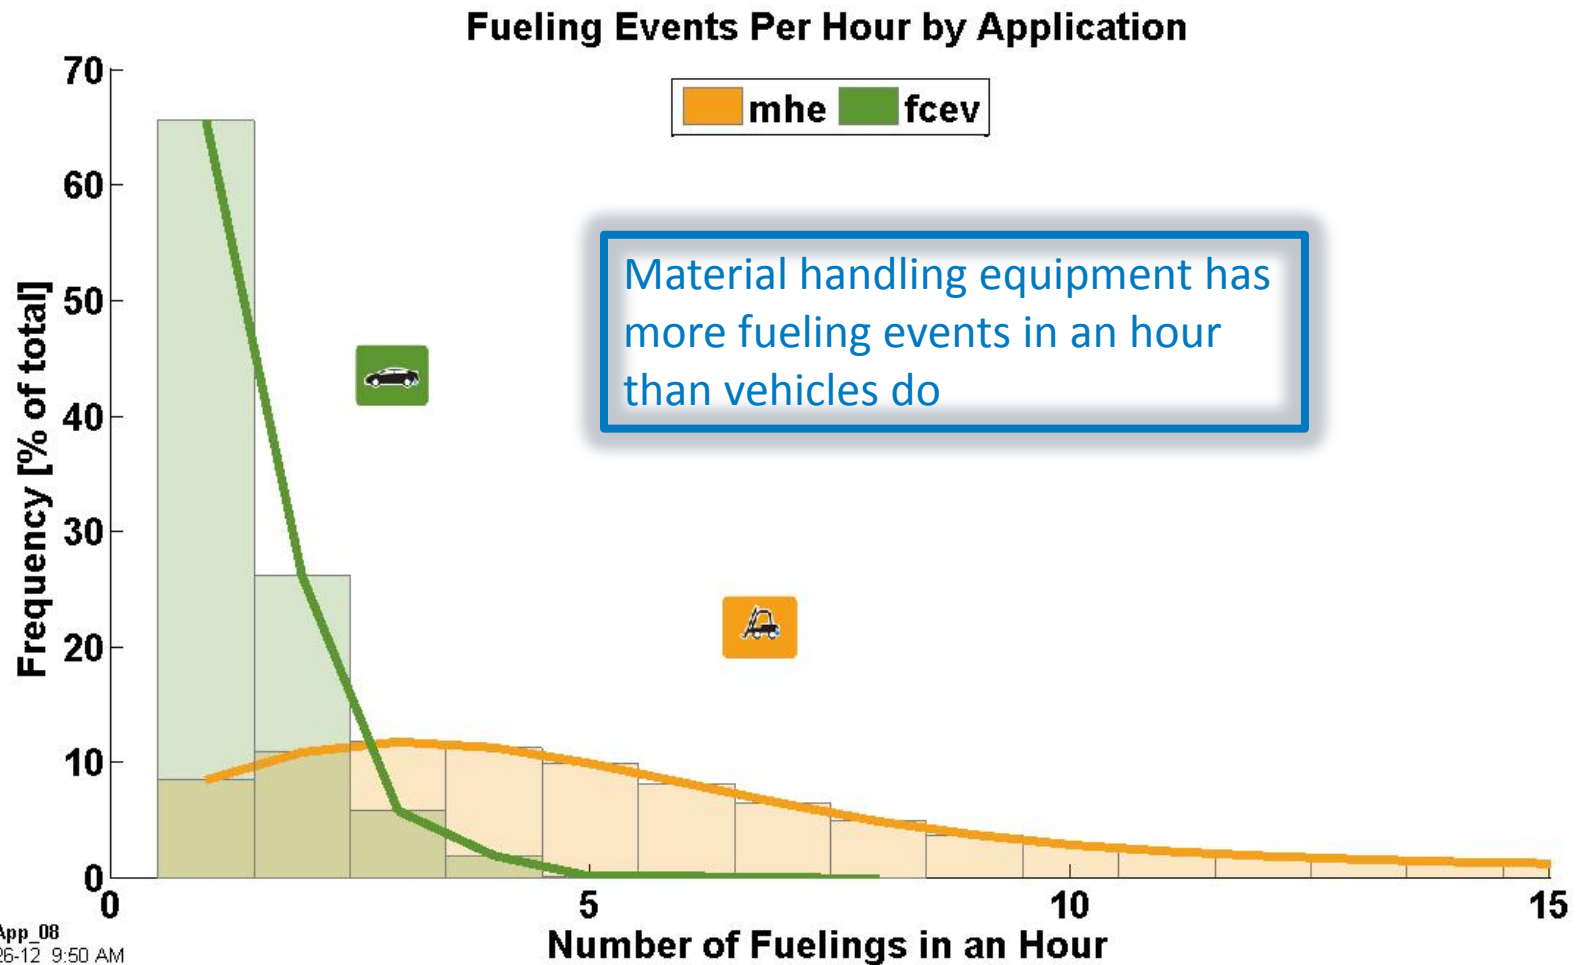 Fueling Events Per Hour by Application
mhe fcev
Material handling equipment has
more fueling events in an hour
than vehicles do
Frequency [% of total]
70
60
50
40
30
20
10
0
0 5 10 15
Number of Fuelings in an Hour
App_08
26-12 9:50 AM